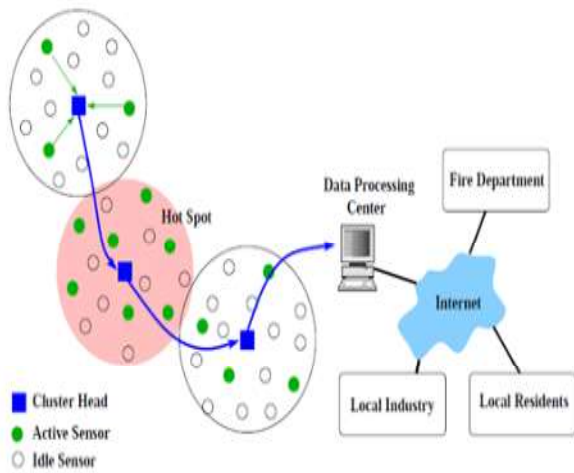 Hot Spot
Data Processing
Center
Fire Department
Internet
Local Industry
Local Residents
Cluster Head
Active Sensor
Idle Sensor